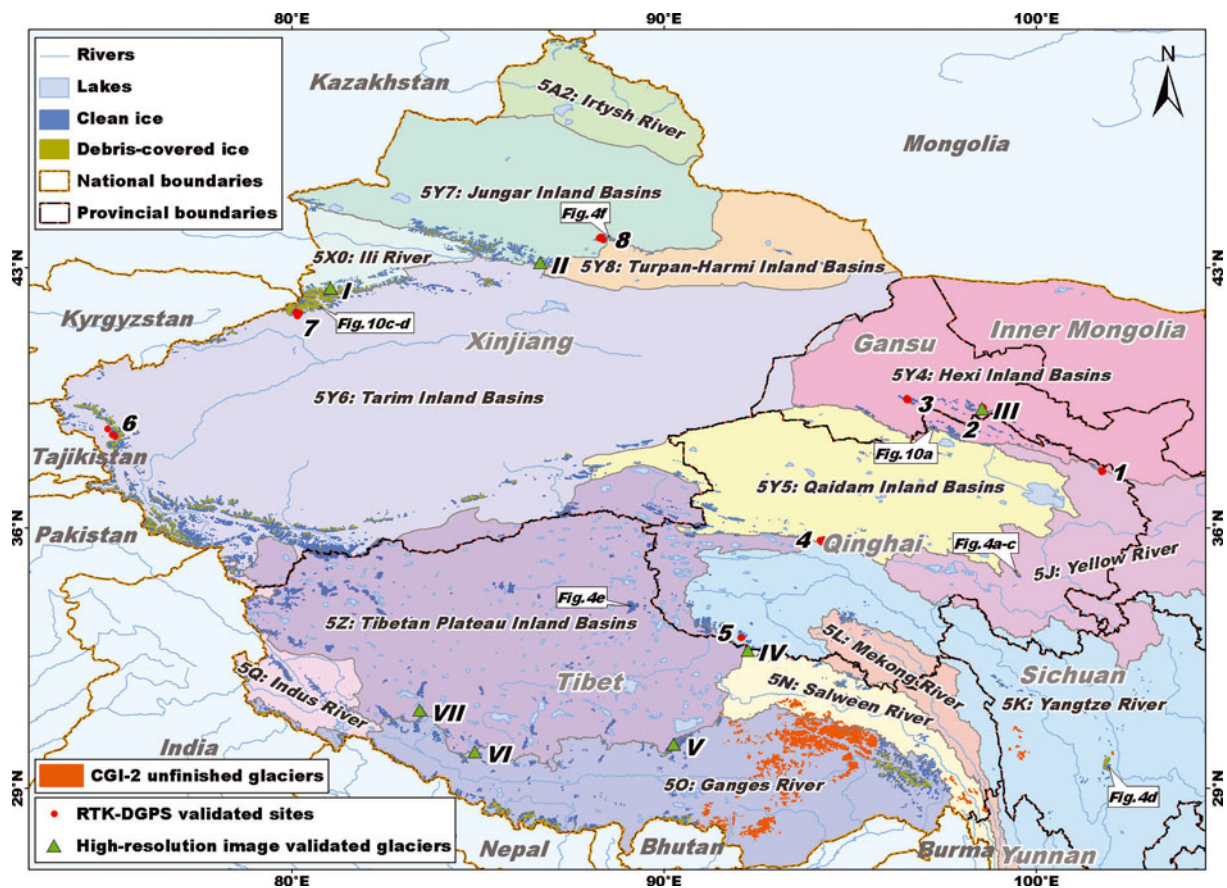 80°E
90°E
100°E
Rivers
Lakes
Clean ice
Debris-covered ice
National boundaries
Provincial boundaries
N
Kazakhstan
5A2: Irtysh River
Mongolia
5Y7: Jungar Inland Basins
Fig.4f
8
5X0: Ili River
II
5Y8: Turpan-Harmi Inland Basins
43°N
43°N
I
Kyrgyzstan
7
Fig.10c-d
Xinjiang
Gansu
Inner Mongolia
5Y4: Hexi Inland Basins
5Y6: Tarim Inland Basins
3
III
2
6
Tajikistan
Fig.10a
1
5Y5: Qaidam Inland Basins
Pakistan
36°N
36°N
4
Qinghai
Fig.4a-c
5J: Yellow River
Fig.4e
5Z: Tibetan Plateau Inland Basins
5
IV
5L: Mekong River
Sichuan
5Q: Indus River
Tibet
5N: Salween River
5K: Yangtze River
VII
India
VI
V
CGI-2 unfinished glaciers
5O: Ganges River
29°N
29°N
Fig.4d
RTK-DGPS validated sites
High-resolution image validated glaciers
Nepal
Bhutan
Burma
Yunnan
80°E
90°E
100°E